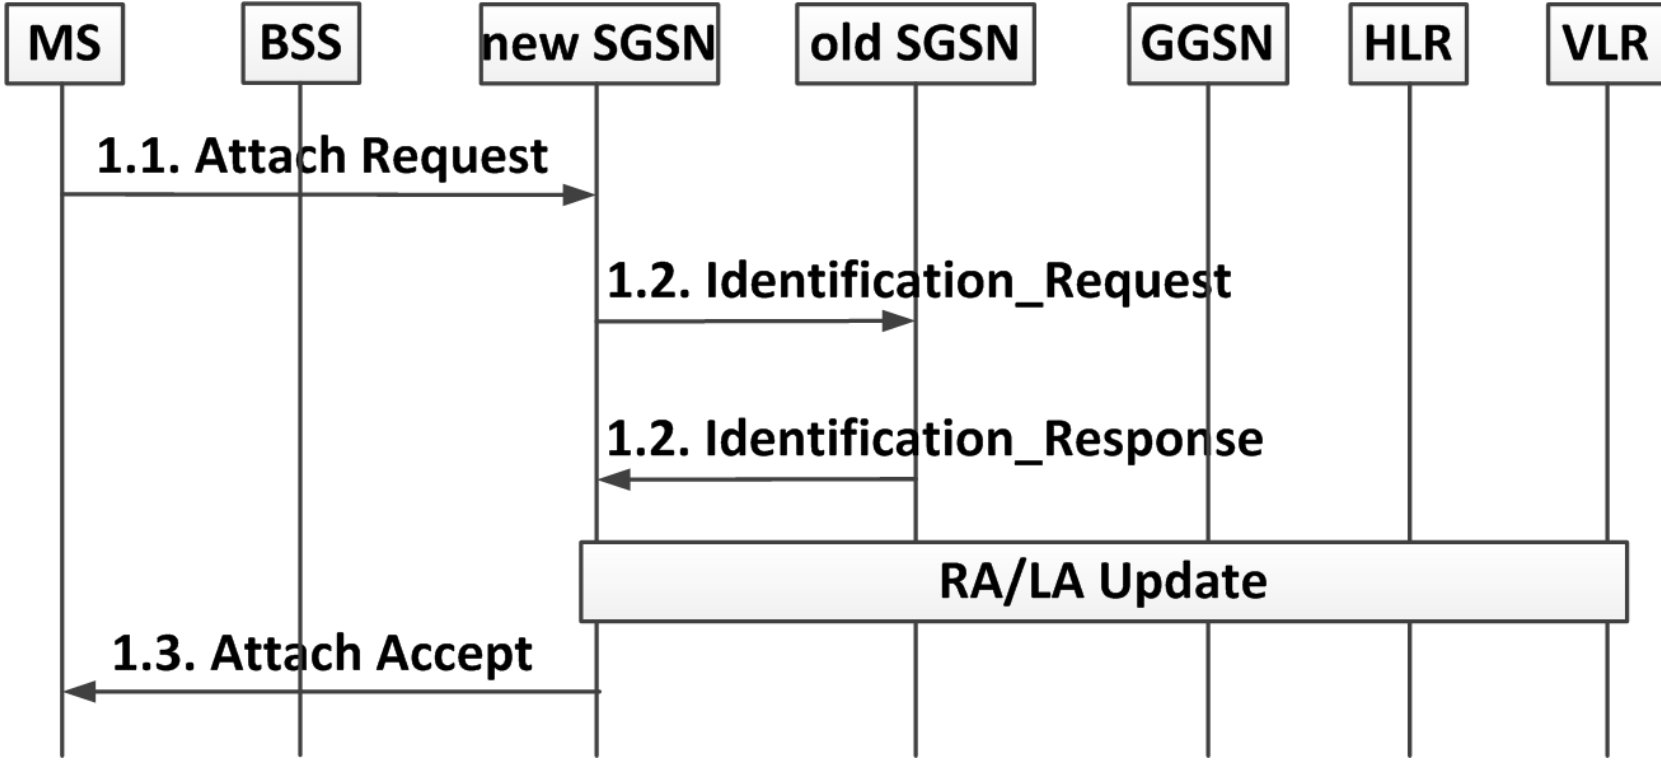 MS
BSS
new SGSN
old SGSN
GGSN
HLR
VLR
1.1. Attach Request
1.2. Identification_Request
1.2. Identification_Response
RA/LA Update
1.3. Attach Accept